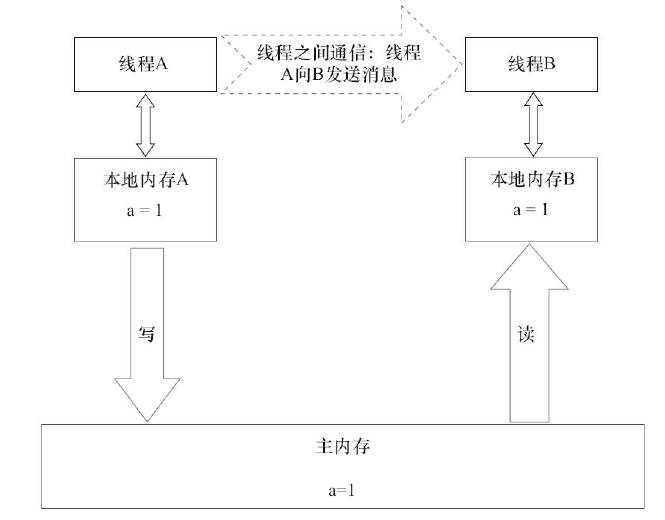 线程A
线程之间通信：线程
A向B发送消息
线程B
本地内存A
a = 1
本地内存B
a = 1
写
读
主内存
a=1